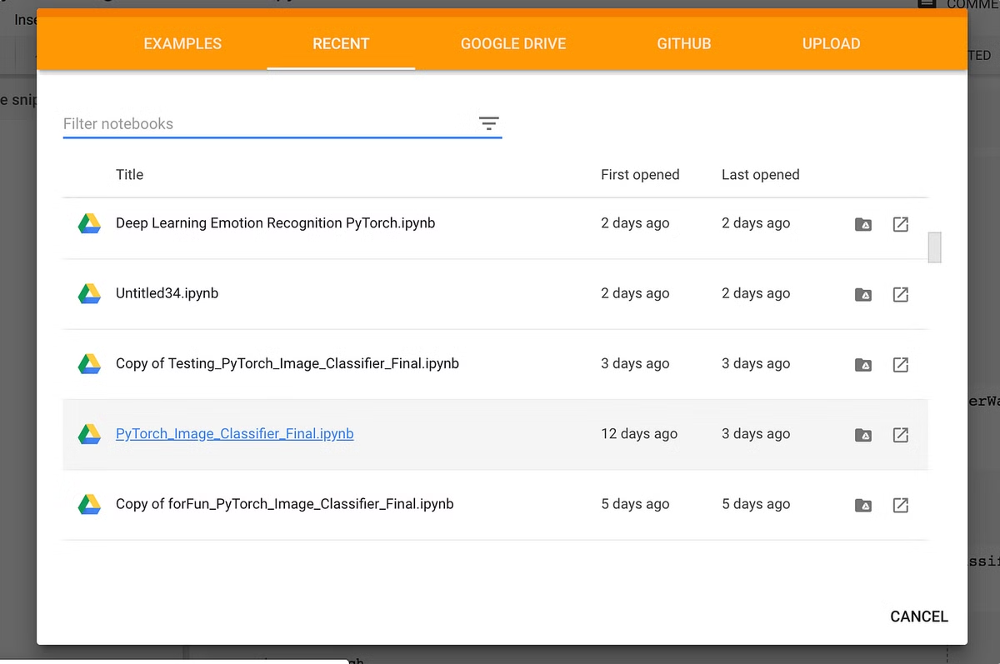 COMME
Inse
EXAMPLES RECENT GOOGLE DRIVE GITHUB UPLOAD
TED
e snip
Filter notebooks
Title First opened Last opened
Deep Learning Emotion Recognition PyTorch.ipynb 2 days ago 2 days ago
Untitled34.ipynb 2 days ago 2 days ago
Copy of Testing_PyTorch_Image_Classifier_Final.ipynb 3 days ago 3 days ago
erWa
PyTorch_Image_Classifier_Final.ipynb 12 days ago 3 days ago
Copy of forFun_PyTorch_Image_Classifier_Final.ipynb 5 days ago 5 days ago
ssif
CANCEL